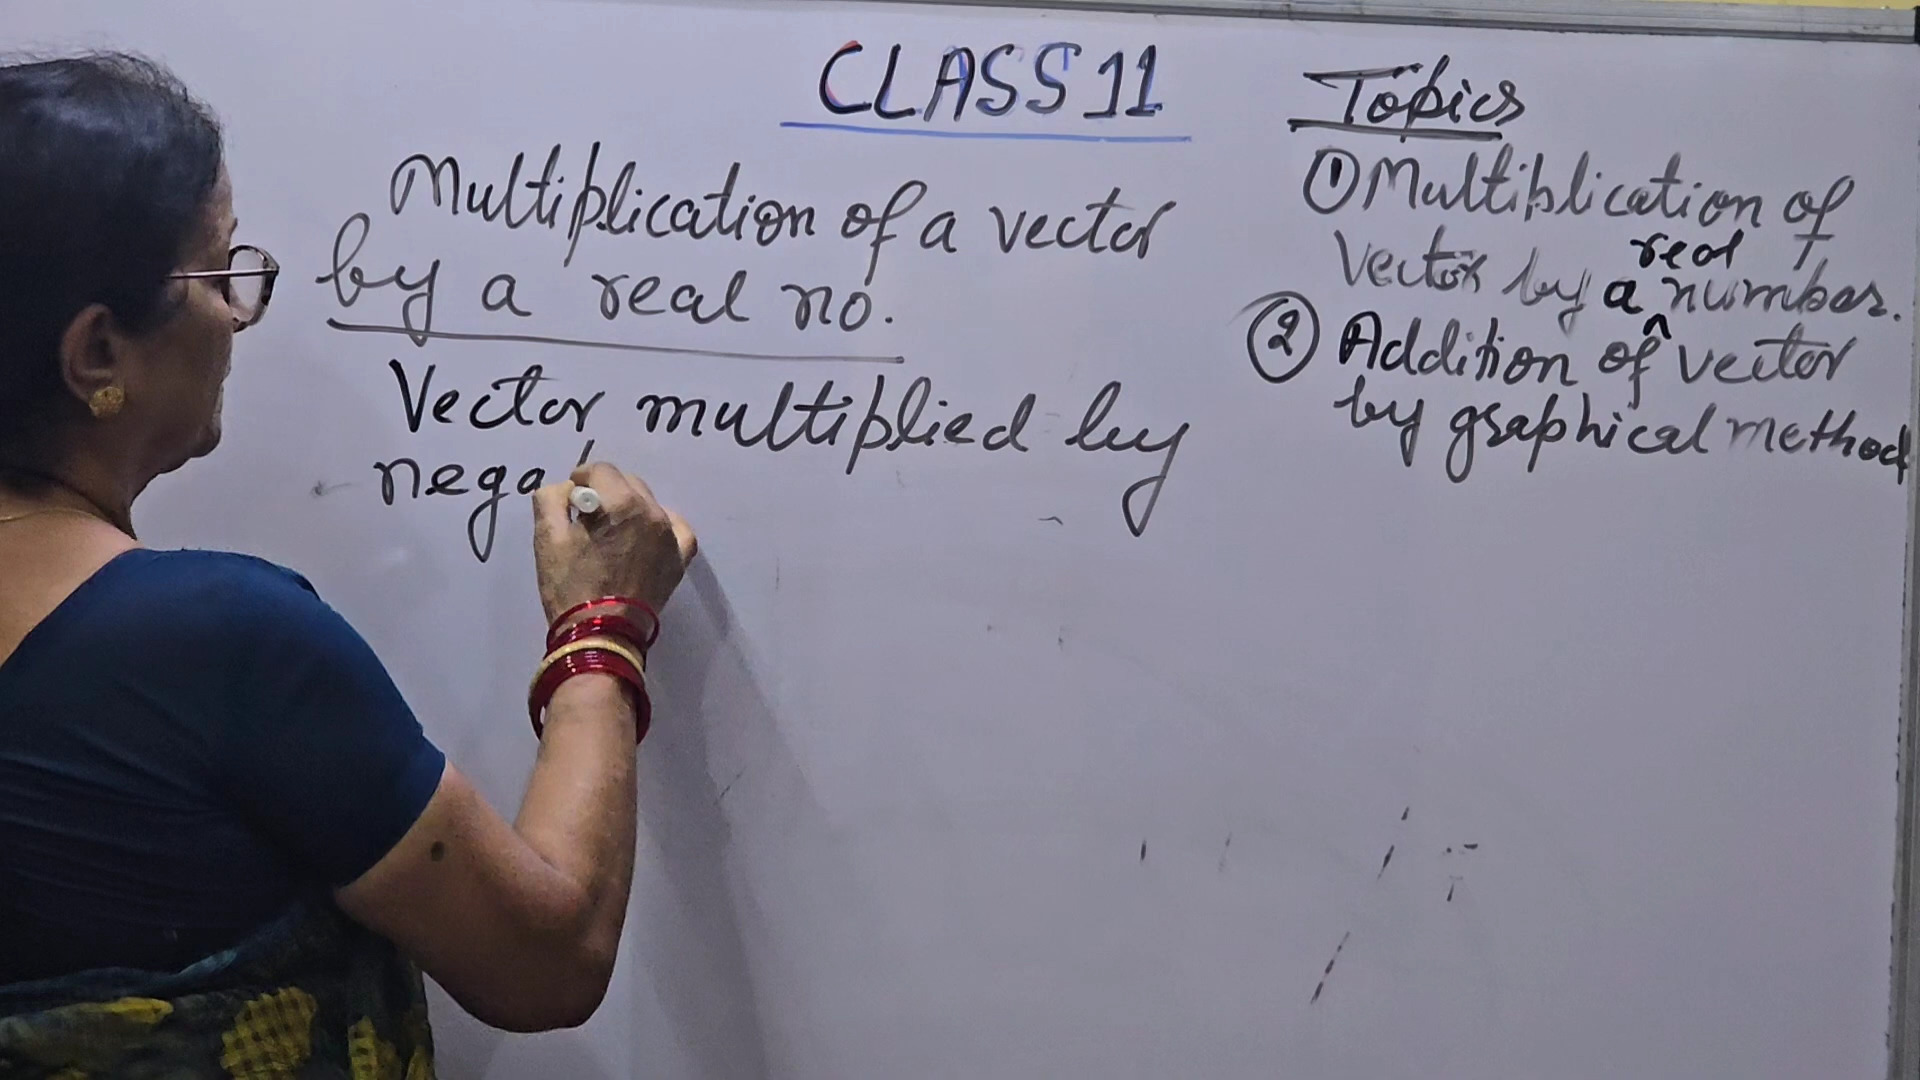 CLASS 11
Multiplication of a vector
by a real no.
Vector multiplied by
nega
Topics
① Multiplication of
Vector by a real number.
② Addition of ^ vector
by graphical method